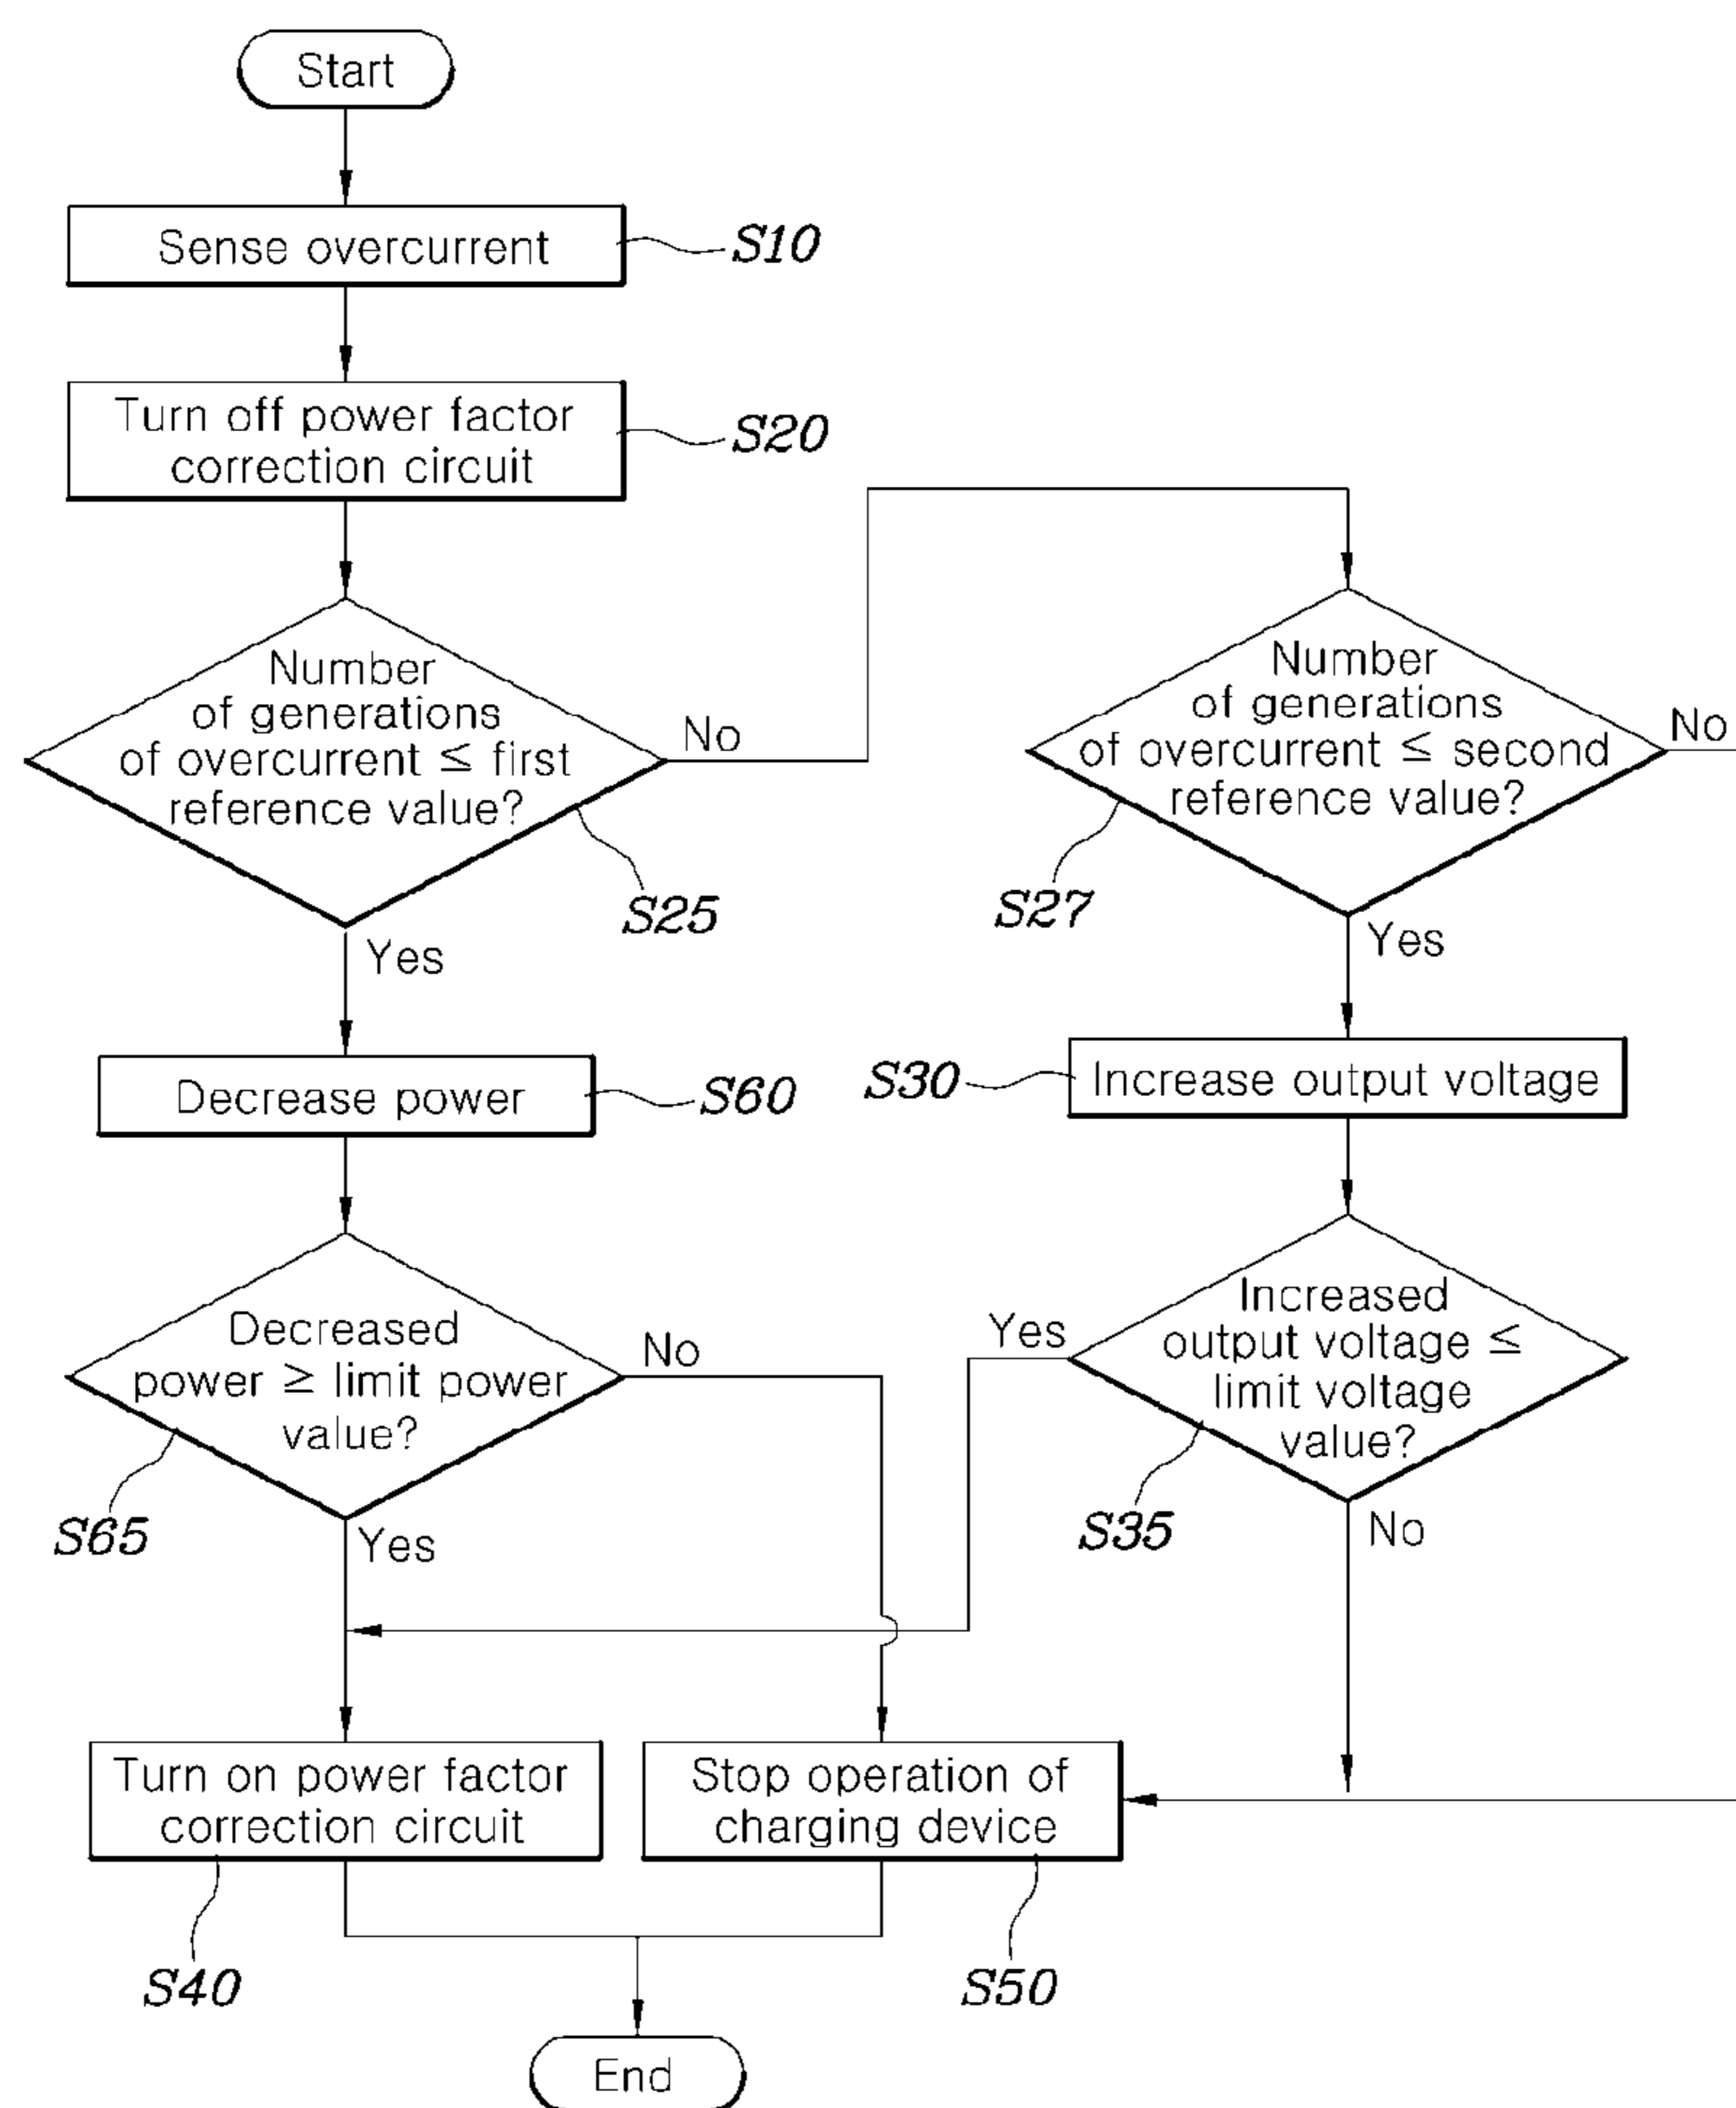 Start
Sense overcurrent
S10
Turn off power factor
correction circuit
S20
Number
of generations
of overcurrent ≤ first
reference value?
S25
No
Yes
Number
of generations
of overcurrent ≤ second
reference value?
S27
No
Yes
Decrease power
S60
S30
Increase output voltage
Decreased
power ≥ limit power
value?
S65
No
Yes
Increased
output voltage ≤
limit voltage
value?
S35
Yes
No
Turn on power factor
correction circuit
S40
Stop operation of
charging device
S50
End